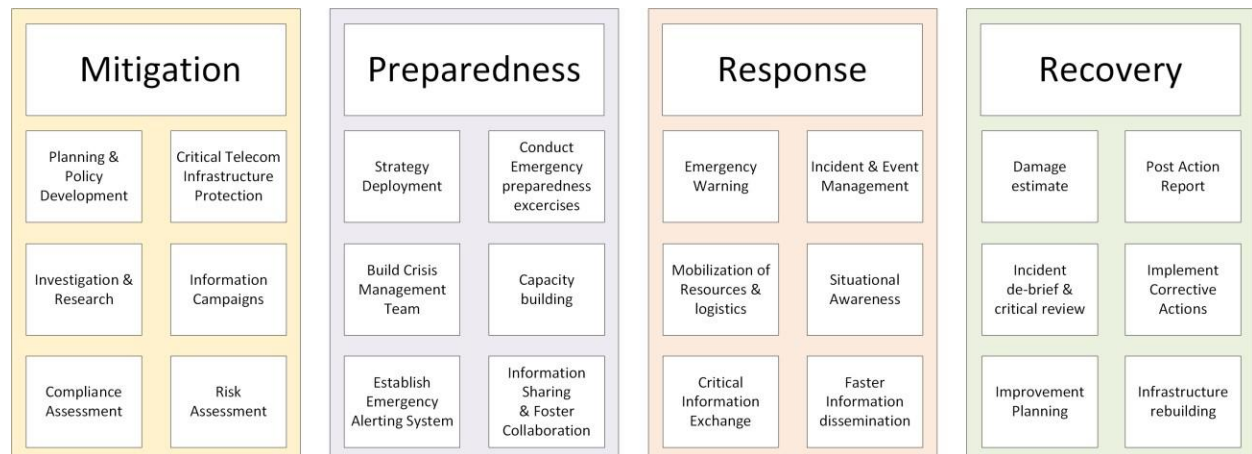 Mitigation
Planning &
Policy
Development
Critical Telecom
Infrastructure
Protection
Investigation &
Research
Information
Campaigns
Compliance
Assessment
Risk
Assessment
Preparedness
Strategy
Deployment
Conduct
Emergency
preparedness
excercises
Build Crisis
Management
Team
Capacity
building
Establish
Emergency
Alerting System
Information
Sharing
& Foster
Collaboration
Response
Emergency
Warning
Incident & Event
Management
Mobilization of
Resources &
logistics
Situational
Awareness
Critical
Information
Exchange
Faster
Information
dissemination
Recovery
Damage
estimate
Post Action
Report
Incident
de-brief &
critical review
Implement
Corrective
Actions
Improvement
Planning
Infrastructure
rebuilding